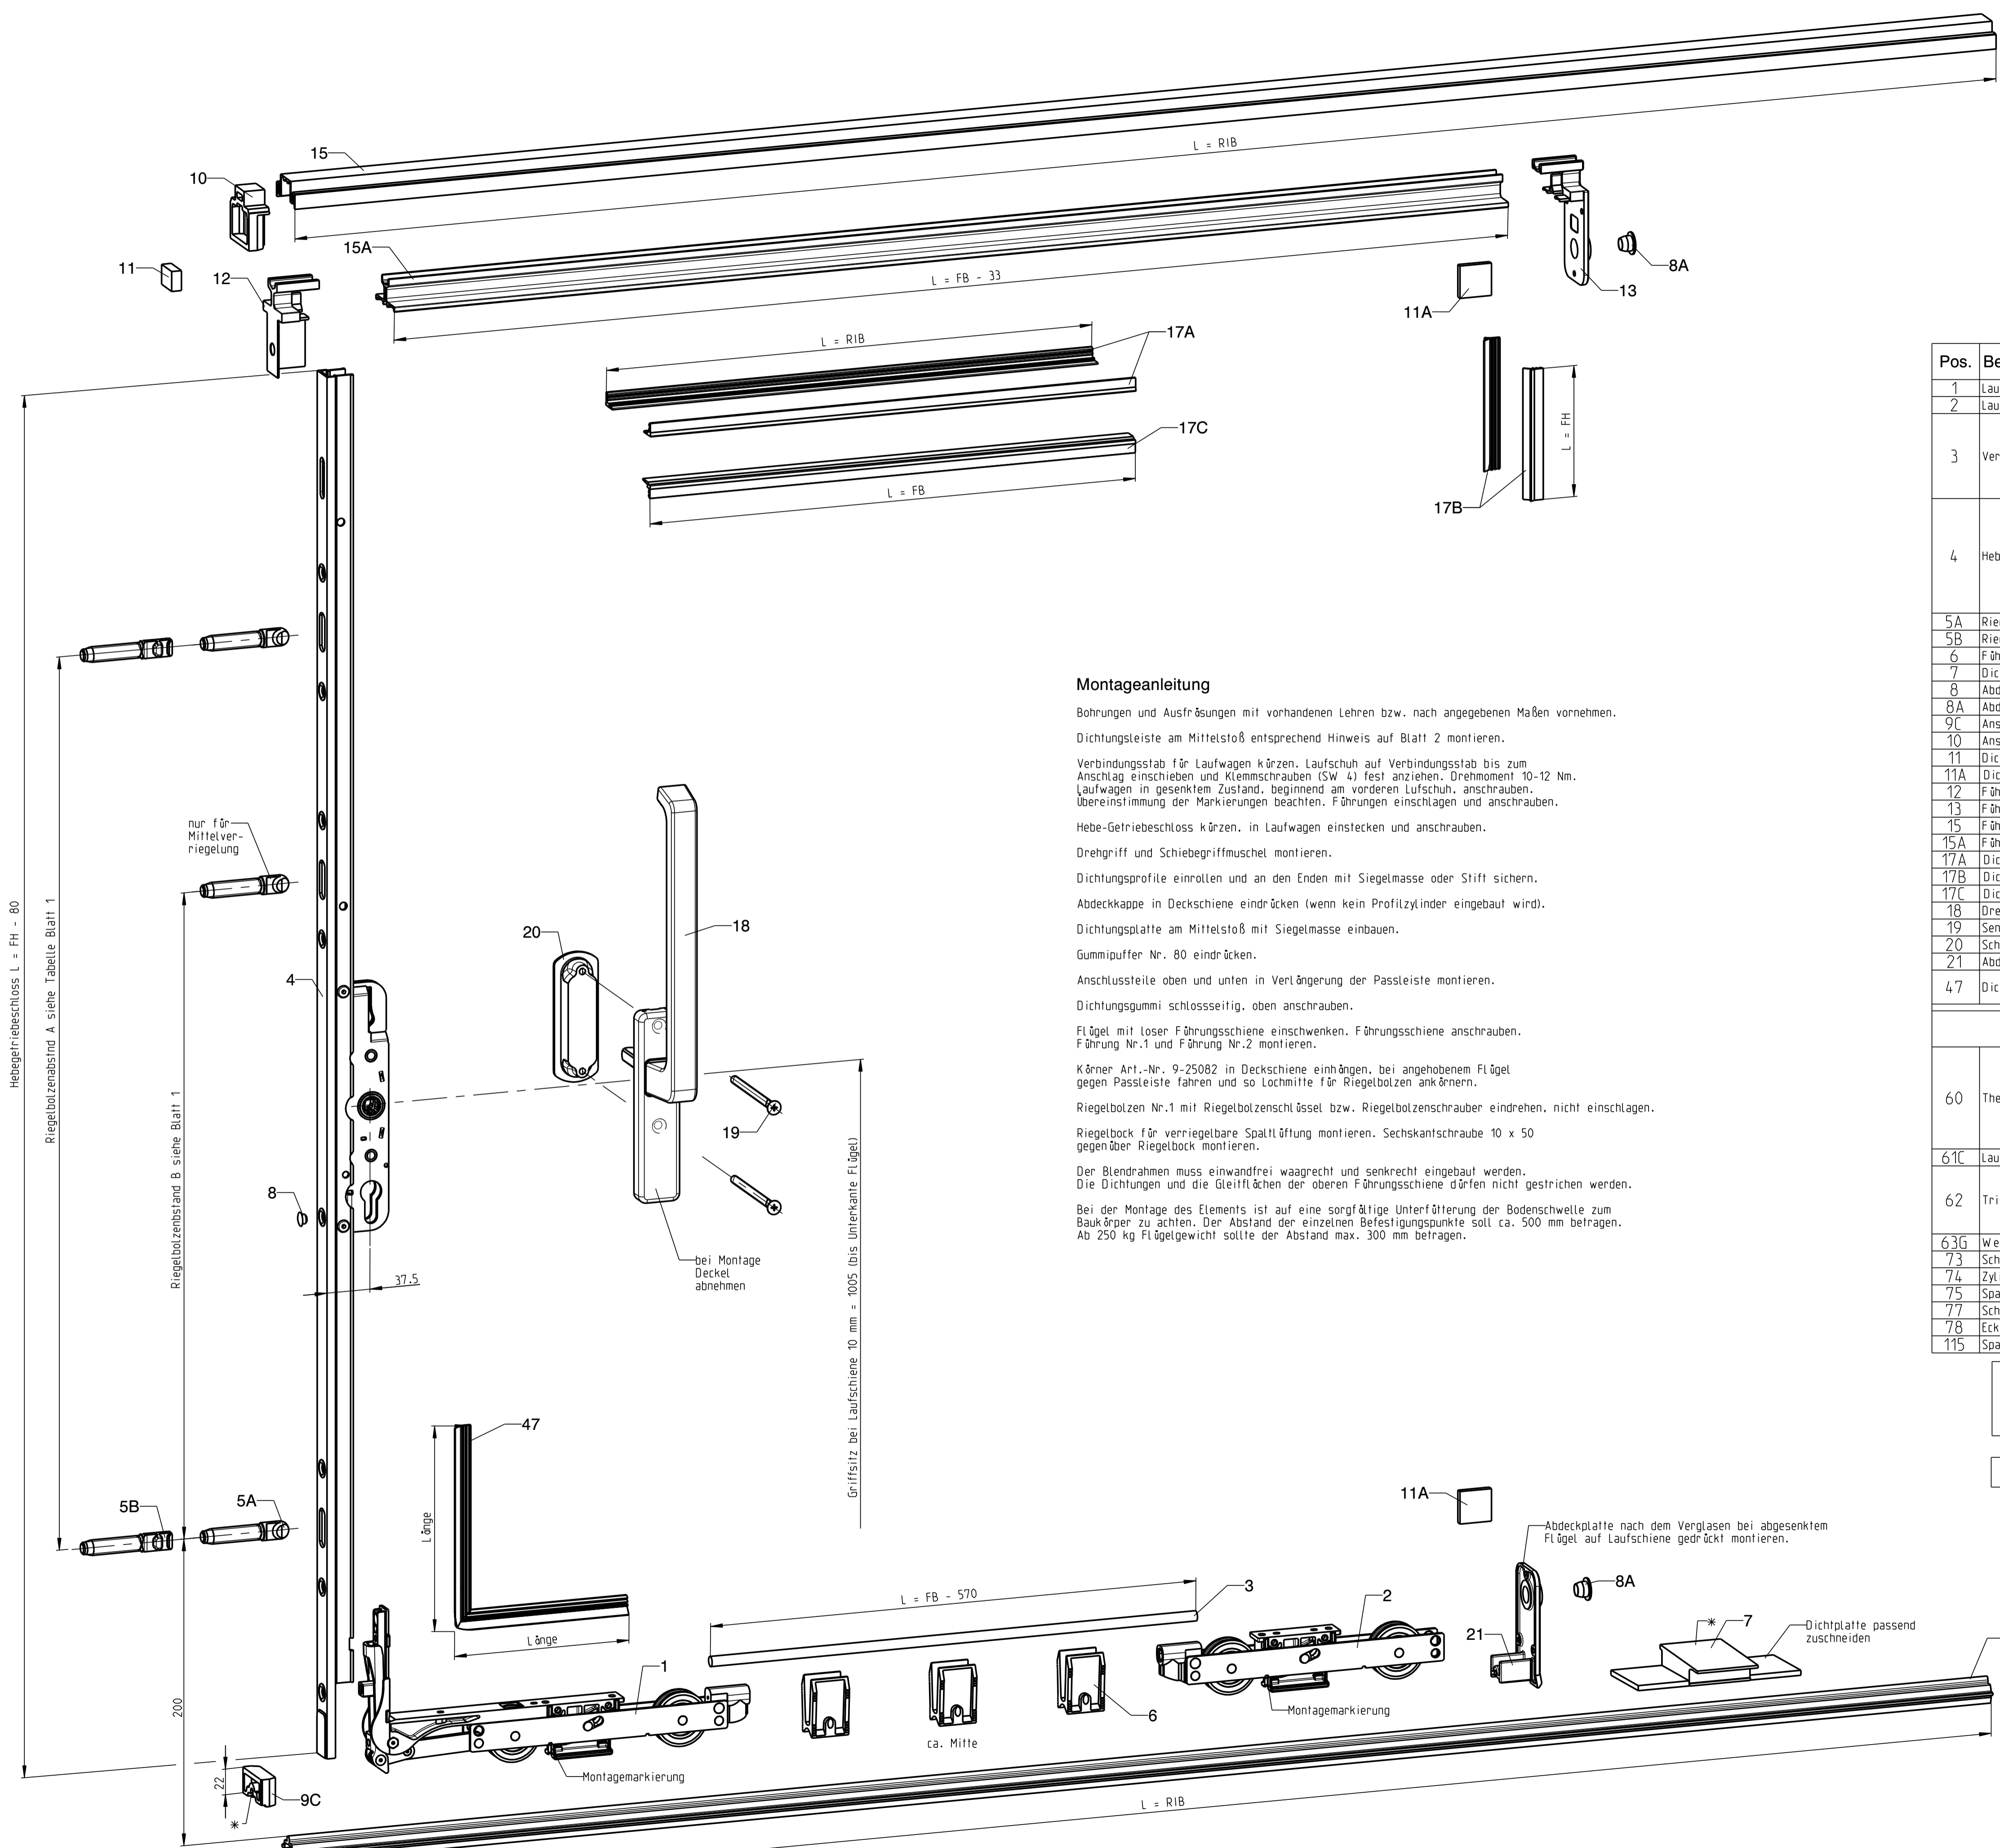 L = RIB
15
10
15A
11
12
L = FB - 33
8A
13
11A
17A
L = RIB
17C
L = FB
L = FH
17B
Pos.
1
2
3
4
5A
5B
6
7
8
8A
9C
10
11
11A
12
13
15
15A
17A
17B
17C
18
19
20
21
47
60
61C
62
63G
73
74
75
77
78
115
Hebegetriebeschloss L = FH - 80
Riegelbolzenabstnd A siehe Tabelle Blatt 1
Riegelbolzenbstand B siehe Blatt 1
nur für
Mittelver-
riegelung
4
20
18
19
8
37.5
bei Montage
Deckel
abnehmen
Griffsitz bei Laufschiene 10 mm = 1005 (bis Unterkante Flügel)
Montageanleitung
Bohrungen und Ausfräsungen mit vorhandenen Lehren bzw. nach angegebenen Maßen vornehmen.
Dichtungsleiste am Mittelstoß entsprechend Hinweis auf Blatt 2 montieren.
Verbindungsstab für Laufwagen kürzen. Laufschuh auf Verbindungsstab bis zum
Anschlag einschieben und Klemmschrauben (SW 4) fest anziehen. Drehmoment 10-12 Nm.
Laufwagen in gesenktem Zustand, beginnend am vorderen Lufschuh, anschrauben.
Übereinstimmung der Markierungen beachten. Führungen einschlagen und anschrauben.
Hebe-Getriebeschloss kürzen, in Laufwagen einstecken und anschrauben.
Drehgriff und Schiebegriffmuschel montieren.
Dichtungsprofile einrollen und an den Enden mit Siegelmasse oder Stift sichern.
Abdeckkappe in Deckschiene eindrücken (wenn kein Profilzylinder eingebaut wird).
Dichtungsplatte am Mittelstoß mit Siegelmasse einbauen.
Gummipuffer Nr. 80 eindrücken.
Anschlussteile oben und unten in Verlängerung der Passleiste montieren.
Dichtungsgummi schlossseitig, oben anschrauben.
Flügel mit loser Führungsschiene einschwenken. Führungsschiene anschrauben.
Führung Nr.1 und Führung Nr.2 montieren.
Körner Art.-Nr. 9-25082 in Deckschiene einhängen, bei angehobenem Flügel
gegen Passleiste fahren und so Lochmitte für Riegelbolzen ankörnern.
Riegelbolzen Nr.1 mit Riegelbolzenschlüssel bzw. Riegelbolzenschrauber eindrehen, nicht einschlagen.
Riegelbock für verriegelbare Spaltlüftung montieren. Sechskantschraube 10 x 50
gegenüber Riegelbock montieren.
Der Blendrahmen muss einwandfrei waagrecht und senkrecht eingebaut werden.
Die Dichtungen und die Gleitflächen der oberen Führungsschiene dürfen nicht gestrichen werden.
Bei der Montage des Elements ist auf eine sorgfältige Unterfütterung der Bodenschwelle zum
Baukörper zu achten. Der Abstand der einzelnen Befestigungspunkte soll ca. 500 mm betragen.
Ab 250 kg Flügelgewicht sollte der Abstand max. 300 mm betragen.
47
Länge
Länge
5B
5A
200
22
9C
*
1
Montagemarkierung
L = FB - 570
3
ca. Mitte
6
2
Montagemarkierung
11A
Abdeckplatte nach dem Verglasen bei abgesenktem
Flügel auf Laufschiene gedrückt montieren.
8A
21
*
7
Dichtplatte passend
zuschneiden
L = RIB